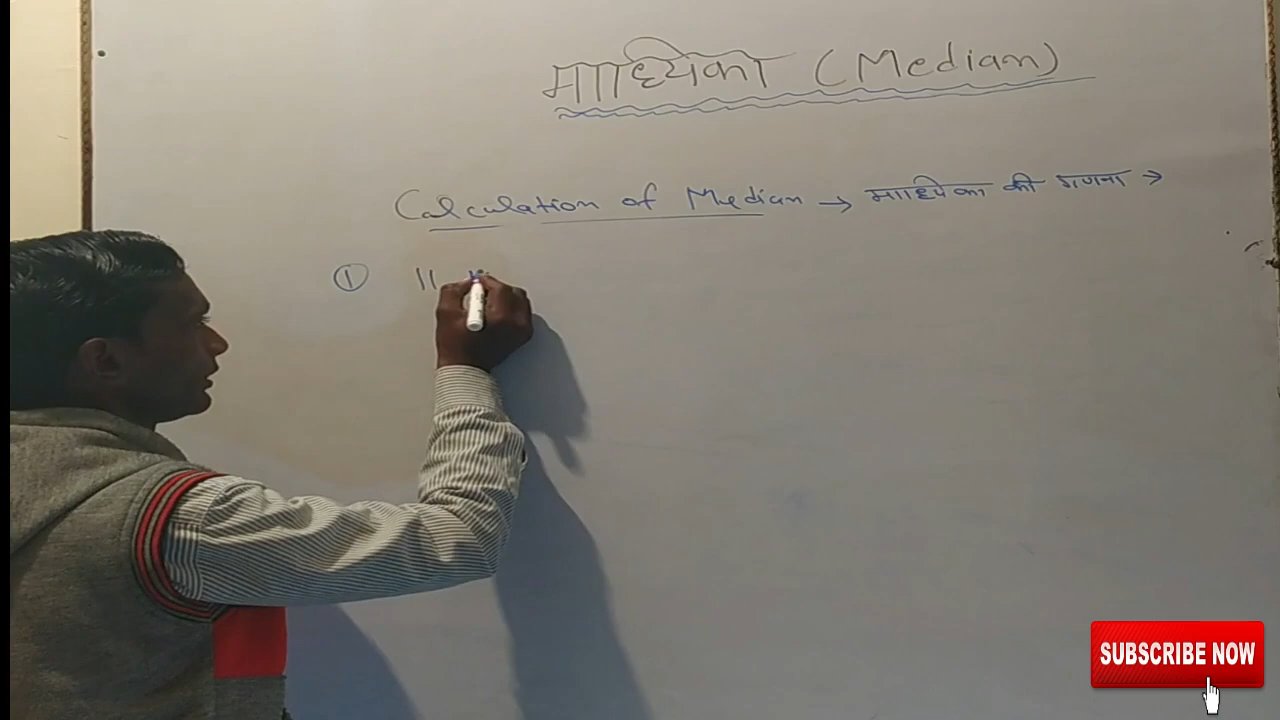 माध्यिका (Median)
Calculation of Median → माध्यिका की गणना →
① 11
SUBSCRIBE NOW